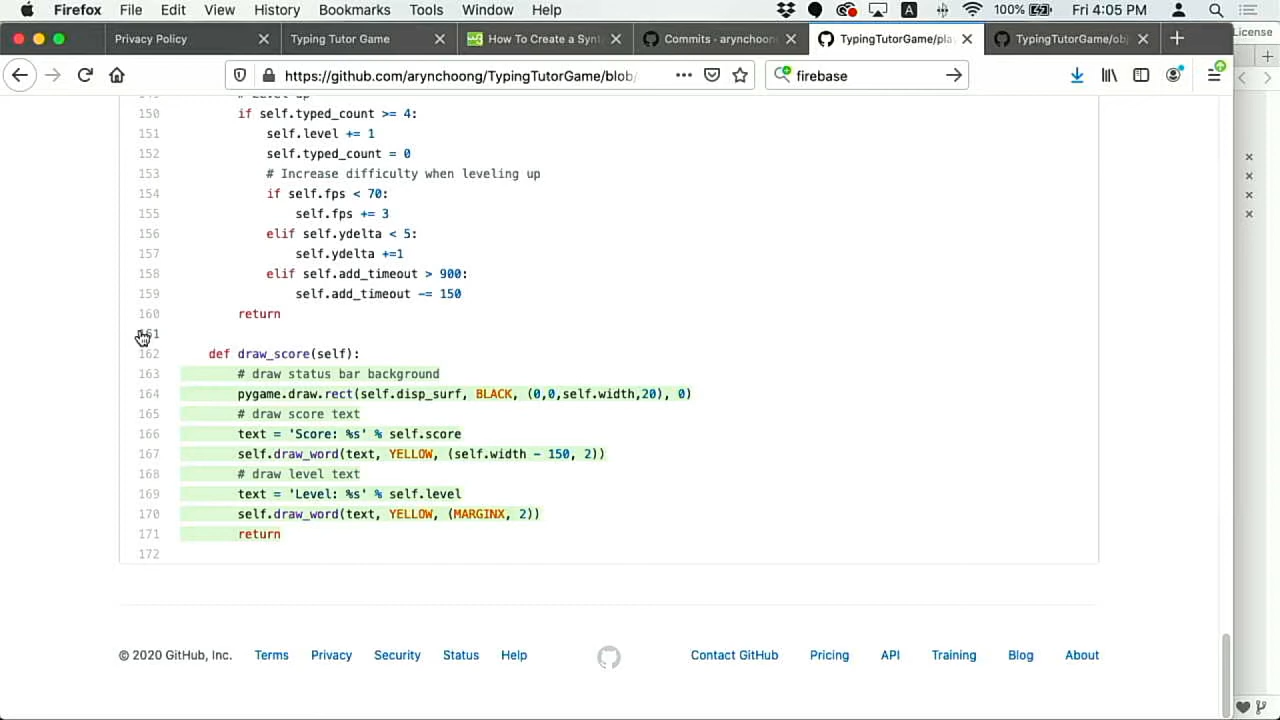 Firefox File Edit View History Bookmarks Tools Window Help 100% Fri 4:05 PM
Privacy Policy Typing Tutor Game How To Create a Synt Commits - arynchoong TypingTutorGame/pla TypingTutorGame/obj License
https://github.com/arynchoong/TypingTutorGame/blob/ firebase
150 if self.typed_count >= 4:
151 self.level += 1
152 self.typed_count = 0
153 # Increase difficulty when leveling up
154 if self.fps < 70:
155 self.fps += 3
156 elif self.ydelta < 5:
157 self.ydelta +=1
158 elif self.add_timeout > 900:
159 self.add_timeout -= 150
160 return
161
162 def draw_score(self):
163 # draw status bar background
164 pygame.draw.rect(self.disp_surf, BLACK, (0,0,self.width,20), 0)
165 # draw score text
166 text = 'Score: %s' % self.score
167 self.draw_word(text, YELLOW, (self.width - 150, 2))
168 # draw level text
169 text = 'Level: %s' % self.level
170 self.draw_word(text, YELLOW, (MARGINX, 2))
171 return
172
© 2020 GitHub, Inc. Terms Privacy Security Status Help Contact GitHub Pricing API Training Blog About